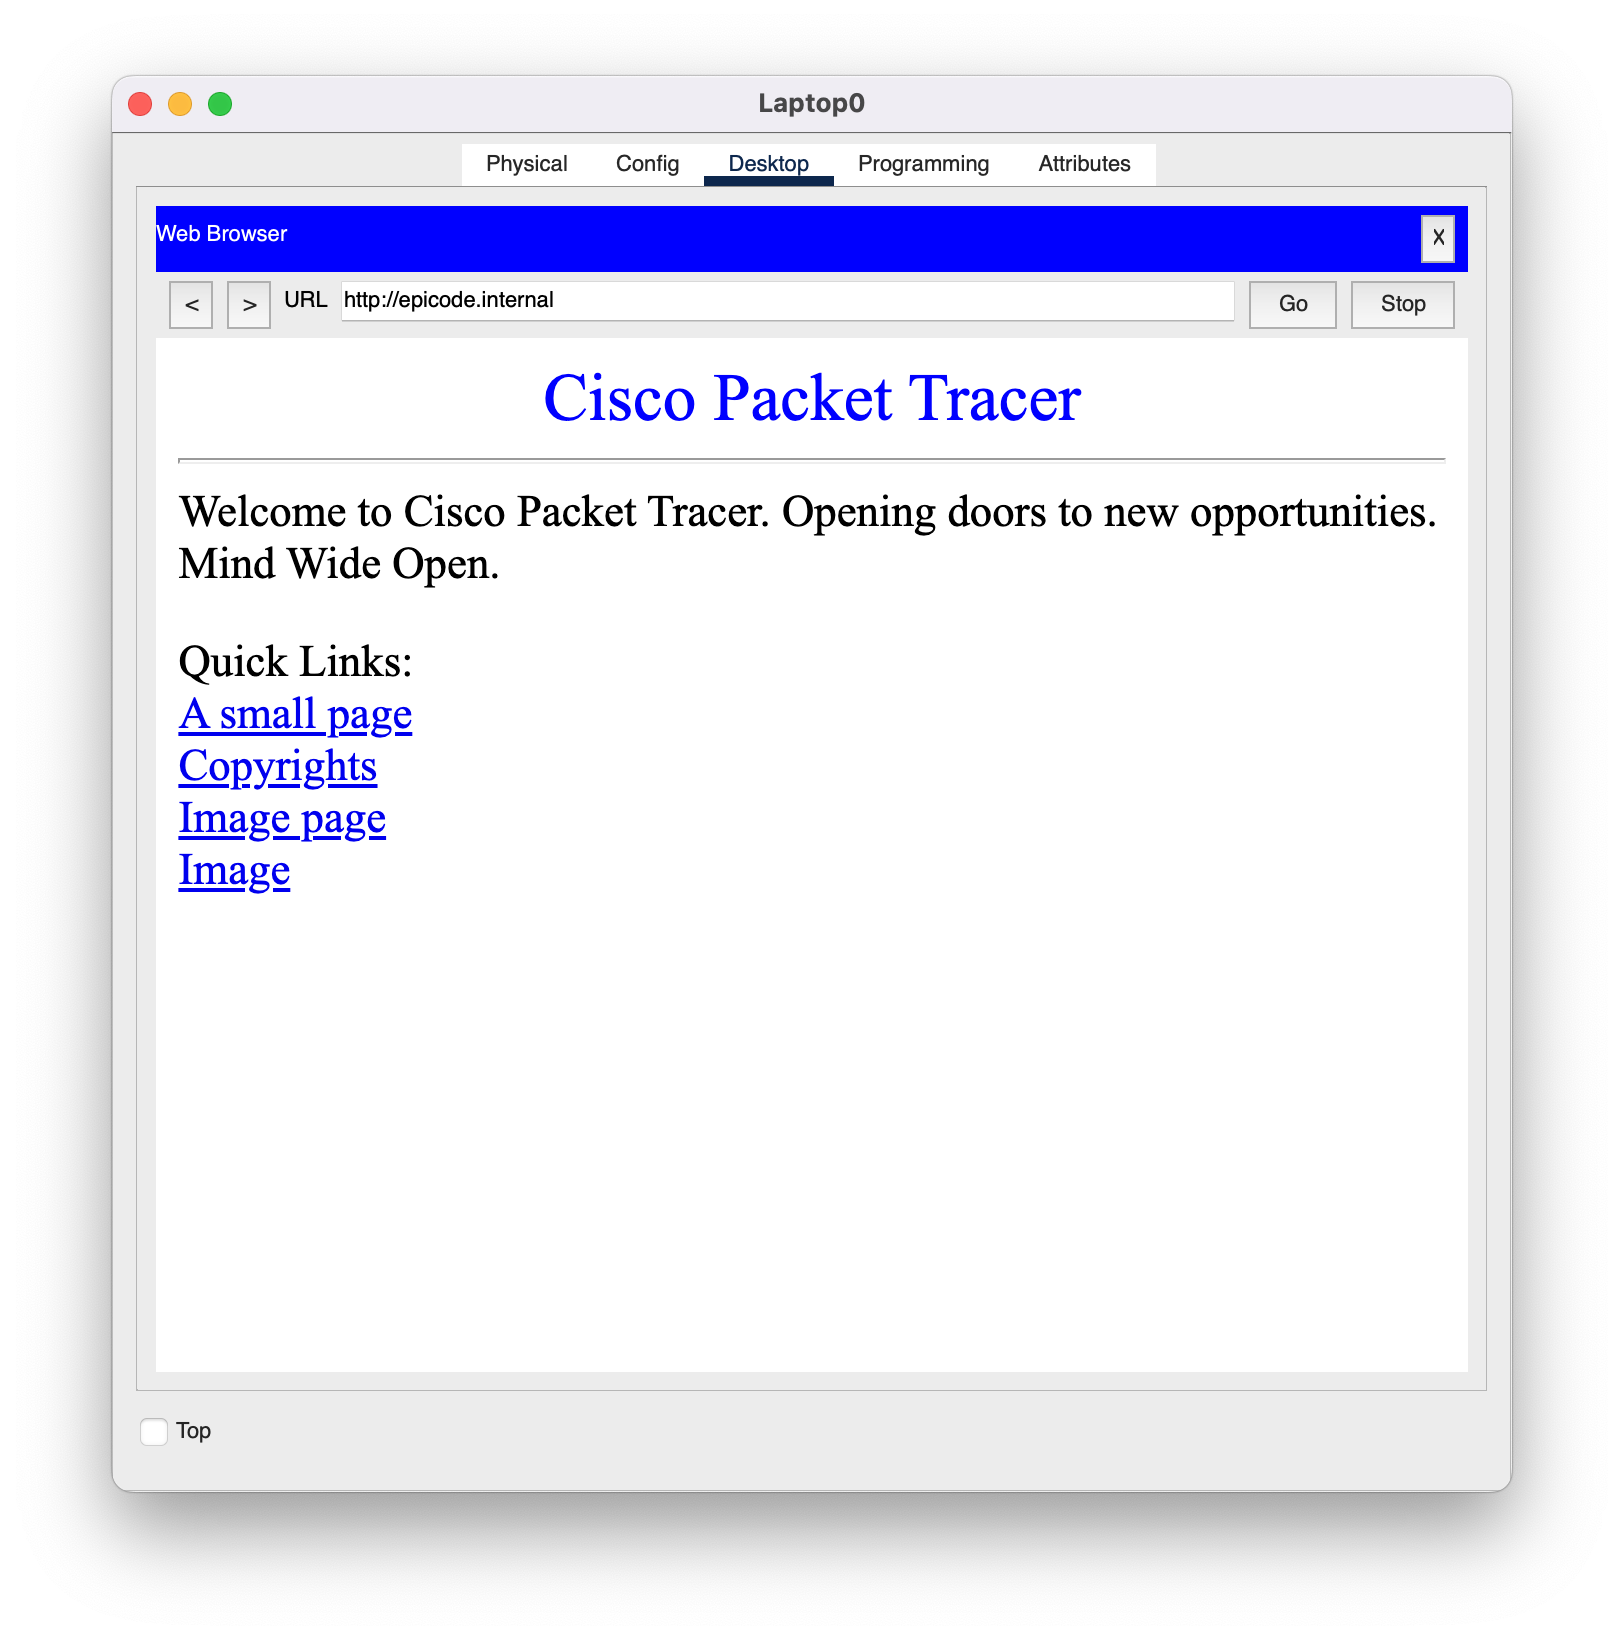 Laptop0
Physical Config Desktop Programming Attributes
Web Browser X
< > URL http://epicode.internal Go Stop
Cisco Packet Tracer
Welcome to Cisco Packet Tracer. Opening doors to new opportunities.
Mind Wide Open.
Quick Links:
A small page
Copyrights
Image page
Image
Top